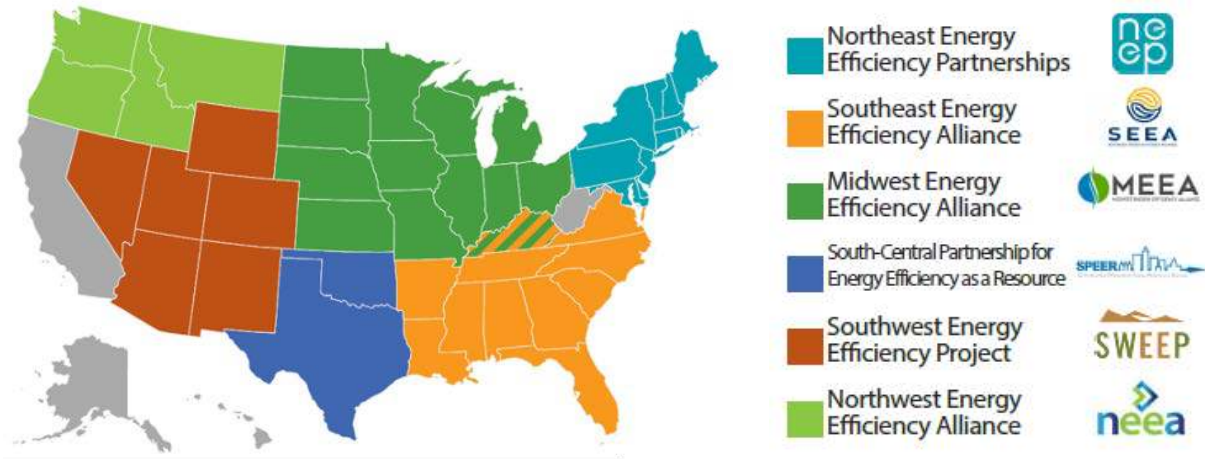 Northeast Energy
Efficiency Partnerships
neep
Southeast Energy
Efficiency Alliance
SEEA
Midwest Energy
Efficiency Alliance
MEEA
South-Central Partnership for
Energy Efficiency as a Resource
SPEER
Southwest Energy
Efficiency Project
SWEEP
Northwest Energy
Efficiency Alliance
neea